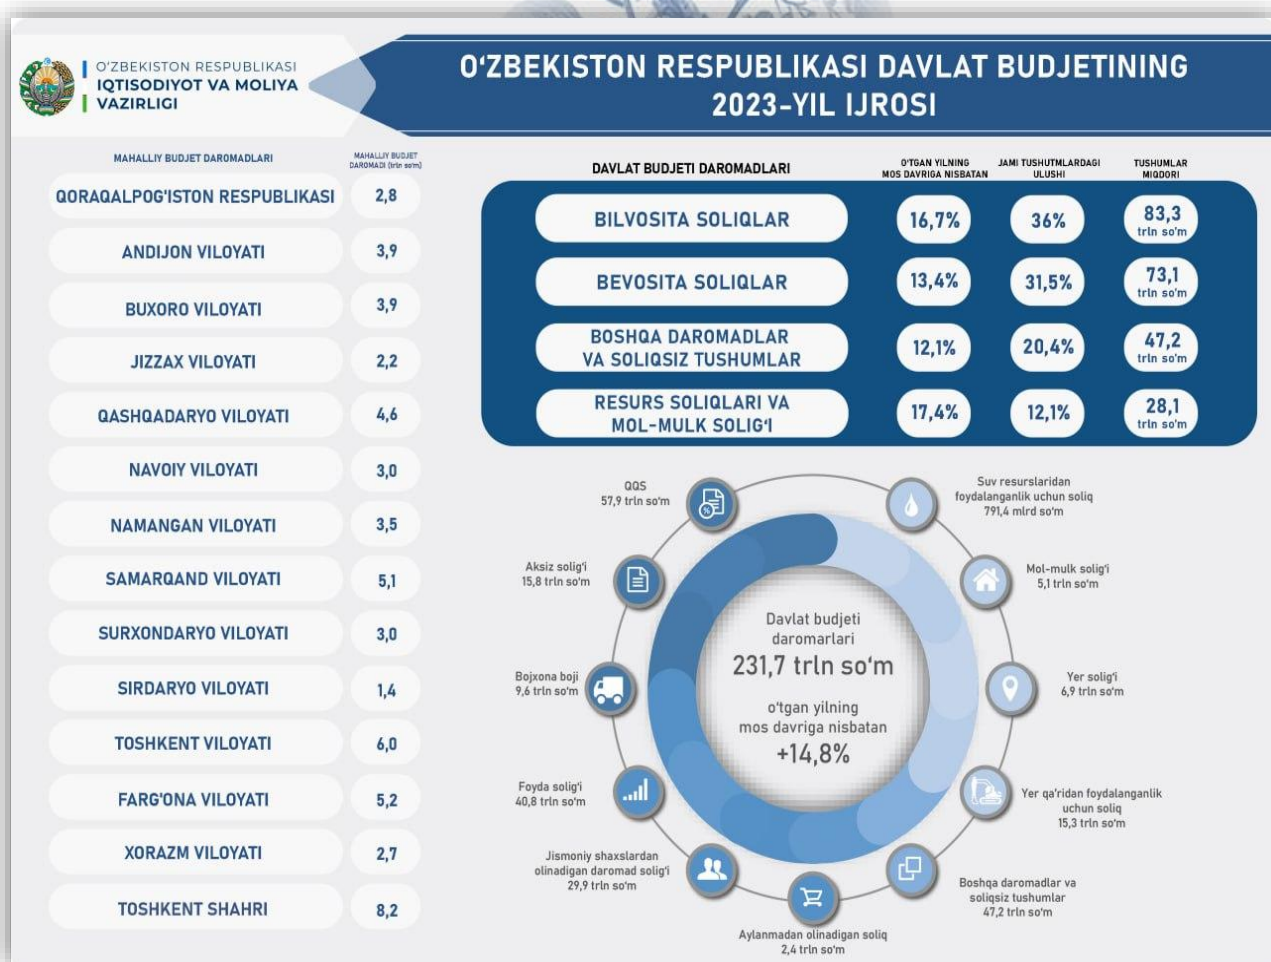 O'ZBEKISTON RESPUBLIKASI
IQTISODIYOT VA MOLIYA
VAZIRLIGI
O‘ZBEKISTON RESPUBLIKASI DAVLAT BUDJETINING
2023-YIL IJROSI
MAHALLIY BUDJET DAROMADLARI
MAHALLIY BUDJET
DAROMADI (trln so'm)
QORAQALPOG'ISTON RESPUBLIKASI 2,8
ANDIJON VILOYATI 3,9
BUXORO VILOYATI 3,9
JIZZAX VILOYATI 2,2
QASHQADARYO VILOYATI 4,6
NAVOIY VILOYATI 3,0
NAMANGAN VILOYATI 3,5
SAMARQAND VILOYATI 5,1
SURXONDARYO VILOYATI 3,0
SIRDARYO VILOYATI 1,4
TOSHKENT VILOYATI 6,0
FARG'ONA VILOYATI 5,2
XORAZM VILOYATI 2,7
TOSHKENT SHAHRI 8,2
DAVLAT BUDJETI DAROMADLARI
O'TGAN YILNING
MOS DAVRIGA NISBATAN
JAMI TUSHUTMLARDAGI
ULUSHI
TUSHUMLAR
MIQDORI
BILVOSITA SOLIQLAR 16,7% 36% 83,3
trln so'm
BEVOSITA SOLIQLAR 13,4% 31,5% 73,1
trln so'm
BOSHQA DAROMADLAR
VA SOLIQSIZ TUSHUMLAR 12,1% 20,4% 47,2
trln so'm
RESURS SOLIQLARI VA
MOL-MULK SOLIG‘I 17,4% 12,1% 28,1
trln so'm
QQS
57,9 trln so‘m
Aksiz solig‘i
15,8 trln so‘m
Bojxona boji
9,6 trln so‘m
Foyda solig‘i
40,8 trln so‘m
Jismoniy shaxslardan
olinadigan daromad solig‘i
29,9 trln so‘m
Aylanmadan olinadigan soliq
2,4 trln so‘m
Boshqa daromadlar va
soliqsiz tushumlar
47,2 trln so‘m
Yer qa’ridan foydalanganlik
uchun soliq
15,3 trln so‘m
Yer solig‘i
6,9 trln so‘m
Mol-mulk solig‘i
5,1 trln so‘m
Suv resurslaridan
foydalanganlik uchun soliq
791,4 mlrd so‘m
Davlat budjeti
daromarlari
231,7 trln so‘m
o‘tgan yilning
mos davriga nisbatan
+14,8%